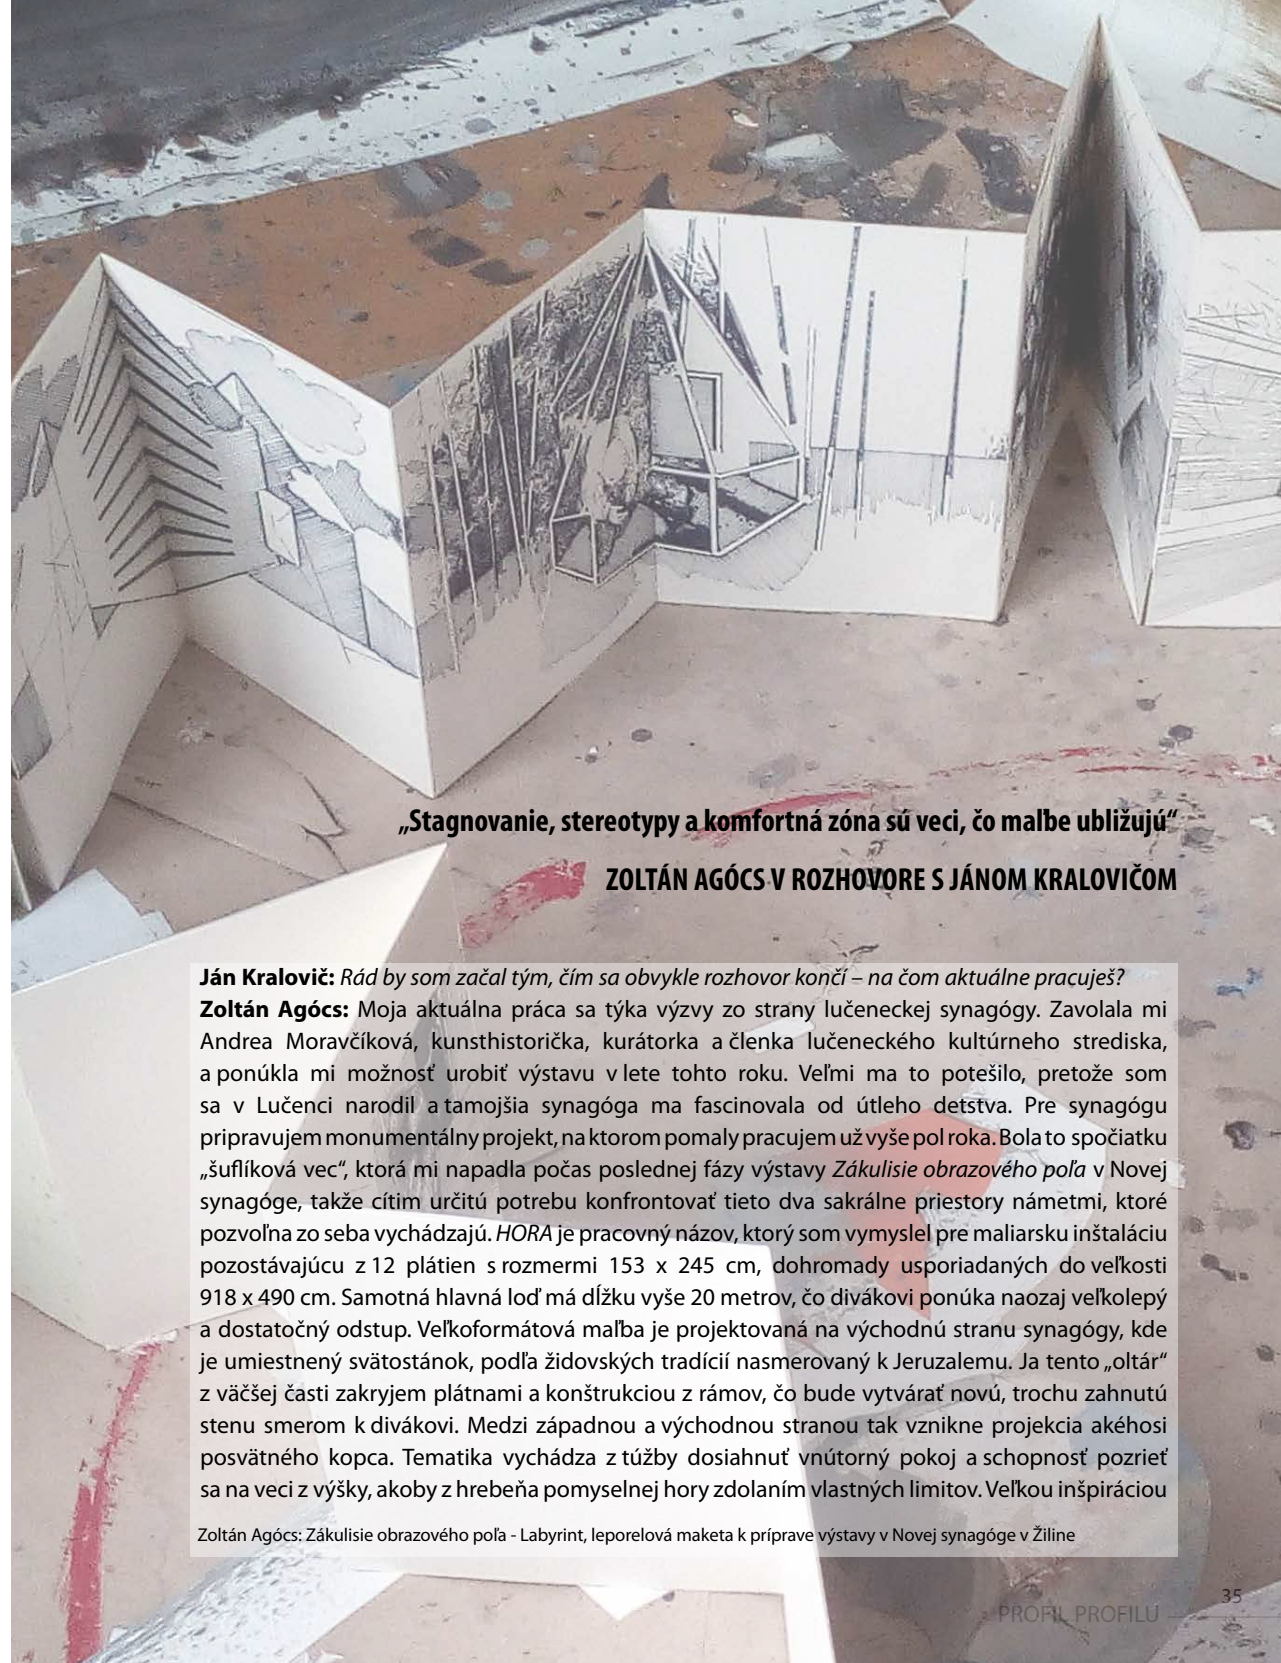 „Stagnovanie, stereotypy a komfortná zóna sú veci, čo maľbe ubližujú“
ZOLTÁN AGÓCS V ROZHOVORE S JÁNOM KRALOVIČOM
Ján Kralovič: Rád by som začal tým, čím sa obvykle rozhovor končí – na čom aktuálne pracuješ?
Zoltán Agócs: Moja aktuálna práca sa týka výzvy zo strany lučeneckej synagógy. Zavolala mi
Andrea Moravčíková, kunsthistorička, kurátorka a členka lučeneckého kultúrneho strediska,
a ponúkla mi možnosť urobiť výstavu v lete tohto roku. Veľmi ma to potešilo, pretože som
sa v Lučenci narodil a tamojšia synagóga ma fascinovala od útleho detstva. Pre synagógu
pripravujem monumentálny projekt, na ktorom pomaly pracujem už vyše pol roka. Bola to spočiatku
„šuflíková vec“, ktorá mi napadla počas poslednej fázy výstavy Zákulisie obrazového poľa v Novej
synagóge, takže cítim určitú potrebu konfrontovať tieto dva sakrálne priestory námetmi, ktoré
pozvoľna zo seba vychádzajú. HORA je pracovný názov, ktorý som vymyslel pre maliarsku inštaláciu
pozostávajúcu z 12 plátien s rozmermi 153 x 245 cm, dohromady usporiadaných do veľkosti
918 x 490 cm. Samotná hlavná loď má dĺžku vyše 20 metrov, čo divákovi ponúka naozaj veľkolepý
a dostatočný odstup. Veľkoformátová maľba je projektovaná na východnú stranu synagógy, kde
je umiestnený svätostánok, podľa židovských tradícií nasmerovaný k Jeruzalemu. Ja tento „oltár“
z väčšej časti zakryjem plátnami a konštrukciou z rámov, čo bude vytvárať novú, trochu zahnutú
stenu smerom k divákovi. Medzi západnou a východnou stranou tak vznikne projekcia akéhosi
posvätného kopca. Tematika vychádza z túžby dosiahnuť vnútorný pokoj a schopnosť pozrieť
sa na veci z výšky, akoby z hrebeňa pomyselnej hory zdolaním vlastných limitov. Veľkou inšpiráciou
Zoltán Agócs: Zákulisie obrazového poľa - Labyrint, leporelová maketa k príprave výstavy v Novej synagóge v Žiline
35
PROFIL PROFILU